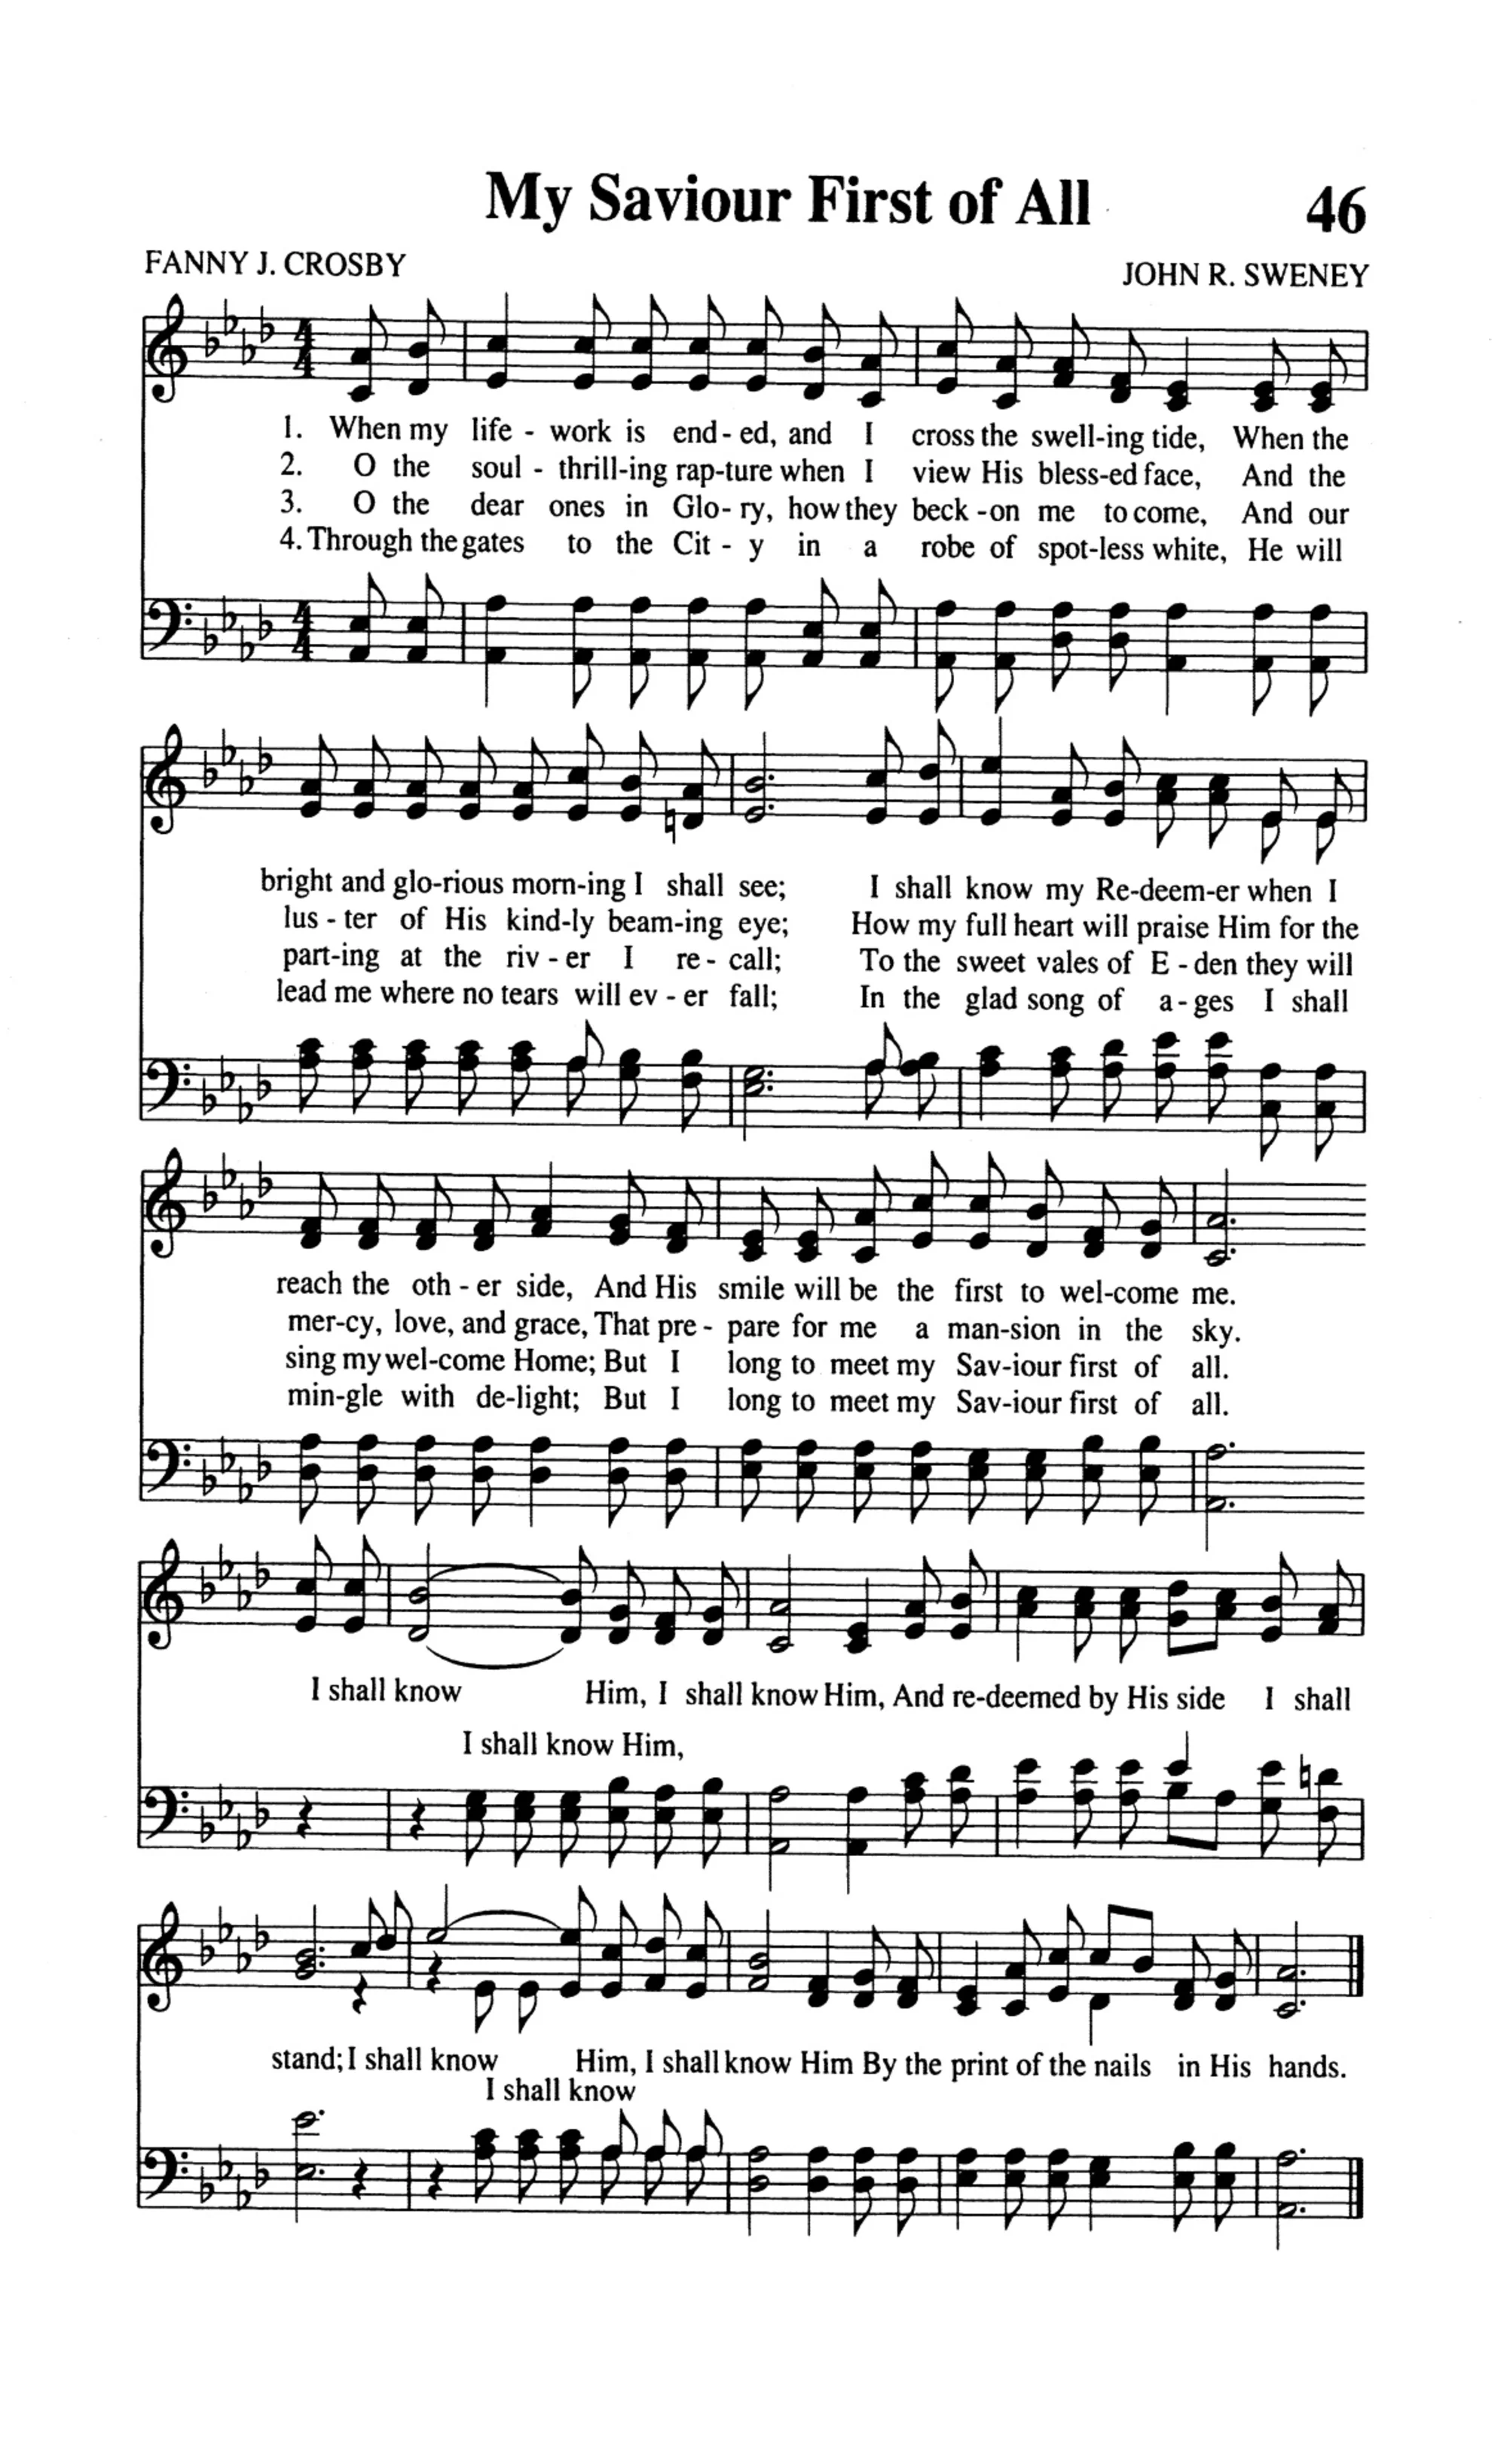 My Saviour First of All 46
FANNY J. CROSBY JOHN R. SWENEY
1. When my life - work is end - ed, and I cross the swell-ing tide, When the
2. O the soul - thrill-ing rap-ture when I view His bless-ed face, And the
3. O the dear ones in Glo- ry, how they beck -on me to come, And our
4. Through the gates to the Cit - y in a robe of spot-less white, He will
bright and glo-rious morn-ing I shall see; I shall know my Re-deem-er when I
lus - ter of His kind-ly beam-ing eye; How my full heart will praise Him for the
part-ing at the riv - er I re - call; To the sweet vales of E - den they will
lead me where no tears will ev - er fall; In the glad song of a - ges I shall
reach the oth - er side, And His smile will be the first to wel-come me.
mer-cy, love, and grace, That pre - pare for me a man-sion in the sky.
sing my wel-come Home; But I long to meet my Sav-iour first of all.
min-gle with de-light; But I long to meet my Sav-iour first of all.
I shall know Him, I shall know Him, And re-deemed by His side I shall
I shall know Him,
stand; I shall know Him, I shall know Him By the print of the nails in His hands.
I shall know